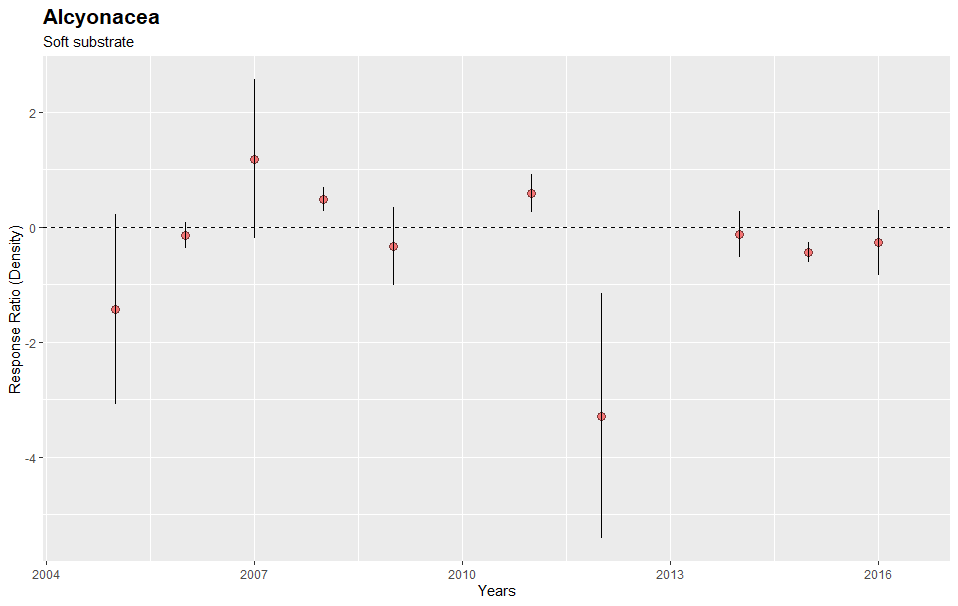 Alcyonacea
Soft substrate
Response Ratio (Density)
2
0
-2
-4
2004 2007 2010 2013 2016
Years